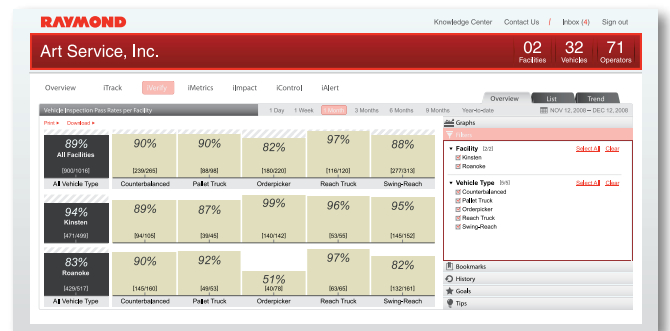 RAYMOND
Knowledge Center Contact Us / Inbox (4) Sign out
Art Service, Inc.
02 32 71
Facilities Vehicles Operators
Overview iTrack iVerify iMetrics iImpact iControl iAlert
Overview List Trend
Vehicle Inspection Pass Rates per Facility
1 Day 1 Week 1 Month 3 Months 6 Months 9 Months Year-to-date
NOV 12, 2008 – DEC 12, 2008
Print Download
Graphs
Filters
89% 90% 90% 82% 97% 88%
All Facilities
[900/1016] [239/265] [88/98] [180/220] [116/120] [277/313]
All Vehicle Type Counterbalanced Pallet Truck Orderpicker Reach Truck Swing-Reach
94% 89% 87% 99% 96% 95%
Kinsten
[471/499] [94/105] [39/45] [140/142] [53/55] [145/152]
83% 90% 92% 51% 97% 82%
Roanoke
[429/517] [145/160] [49/53] [40/78] [63/65] [132/161]
All Vehicle Type Counterbalanced Pallet Truck Orderpicker Reach Truck Swing-Reach
Facility [2/2] Select All Clear
Kinsten
Roanoke
Vehicle Type [5/5] Select All Clear
Counterbalanced
Pallet Truck
Orderpicker
Reach Truck
Swing-Reach
Bookmarks
History
Goals
Tips